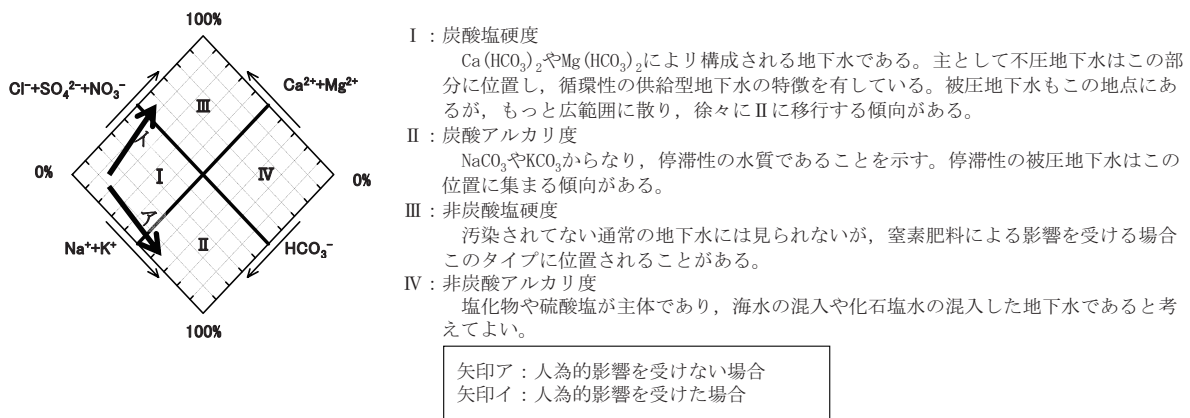 100%
Cl⁻+SO₄²⁻+NO₃⁻
Ca²⁺+Mg²⁺
Ⅲ
イ
0%
Ⅰ
Ⅳ
0%
ア
Na⁺+K⁺
Ⅱ
HCO₃⁻
100%
Ⅰ：炭酸塩硬度
Ca(HCO₃)₂やMg(HCO₃)₂により構成される地下水である。主として不圧地下水はこの部
分に位置し，循環性の供給型地下水の特徴を有している。被圧地下水もこの地点にあ
るが，もっと広範囲に散り，徐々にⅡに移行する傾向がある。
Ⅱ：炭酸アルカリ度
NaCO₃やKCO₃からなり，停滞性の水質であることを示す。停滞性の被圧地下水はこの
位置に集まる傾向がある。
Ⅲ：非炭酸塩硬度
汚染されてない通常の地下水には見られないが，窒素肥料による影響を受ける場合
このタイプに位置されることがある。
Ⅳ：非炭酸アルカリ度
塩化物や硫酸塩が主体であり，海水の混入や化石塩水の混入した地下水であると考
えてよい。
矢印ア：人為的影響を受けない場合
矢印イ：人為的影響を受けた場合